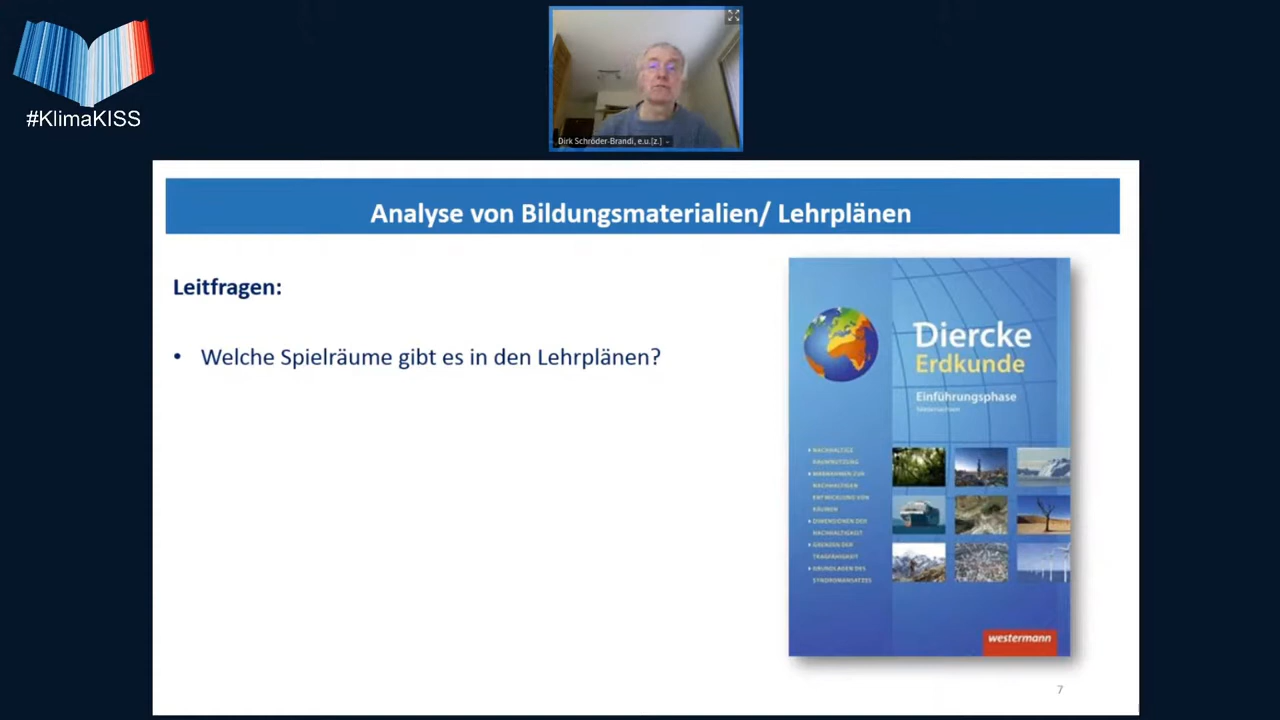 #KlimaKISS
Dirk Schröder-Brandi, e.u.[z.]
Analyse von Bildungsmaterialien/ Lehrplänen
Leitfragen:
• Welche Spielräume gibt es in den Lehrplänen?
Diercke
Erdkunde
Einführungsphase
Niedersachsen
NACHHALTIGE
RAUMNUTZUNG
MASSNAHMEN ZUR
NACHHALTIGEN
ENTWICKLUNG VON
RÄUMEN
DIMENSIONEN DER
NACHHALTIGKEIT
GRENZEN DER
TRAGFÄHIGKEIT
GRUNDLAGEN DES
SYNDROMANSATZES
westermann
7